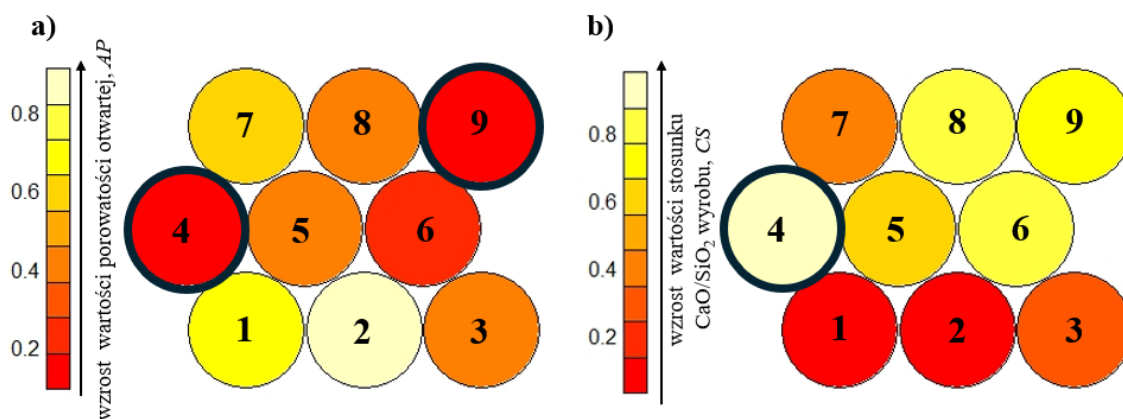 a)
0.8
0.6
0.4
0.2
wzrost wartości porowatości otwartej, AP
7 8 9
4 5 6
1 2 3
b)
0.8
0.6
0.4
0.2
wzrost wartości stosunku
CaO/SiO₂ wyrobu, CS
7 8 9
4 5 6
1 2 3